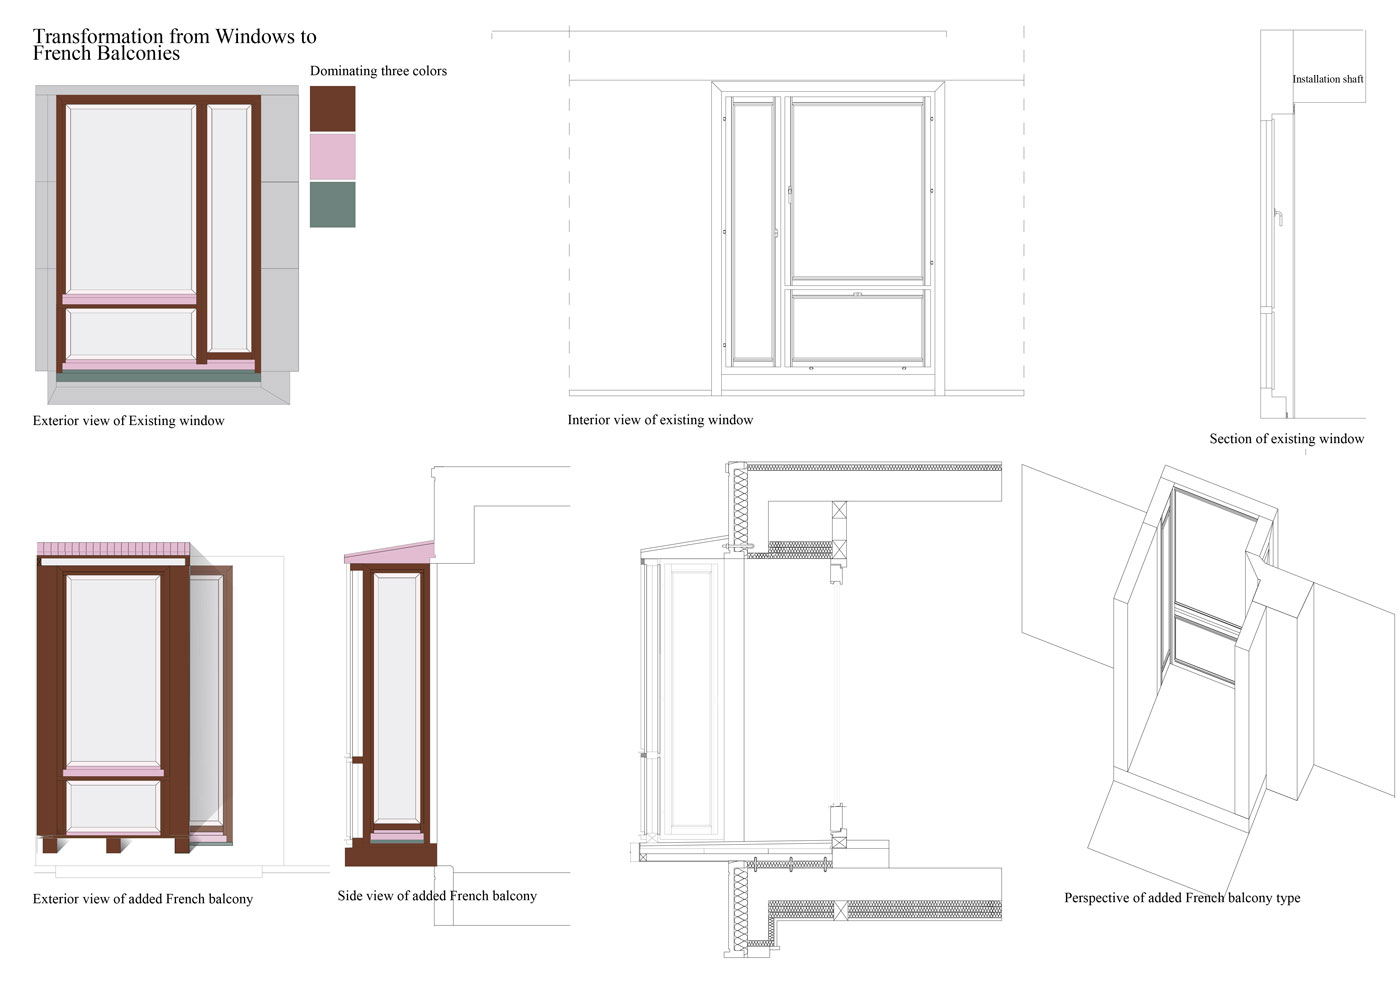 Transformation from Windows to
French Balconies
Dominating three colors
Installation shaft
Exterior view of Existing window
Interior view of existing window
Section of existing window
Exterior view of added French balcony
Side view of added French balcony
Perspective of added French balcony type